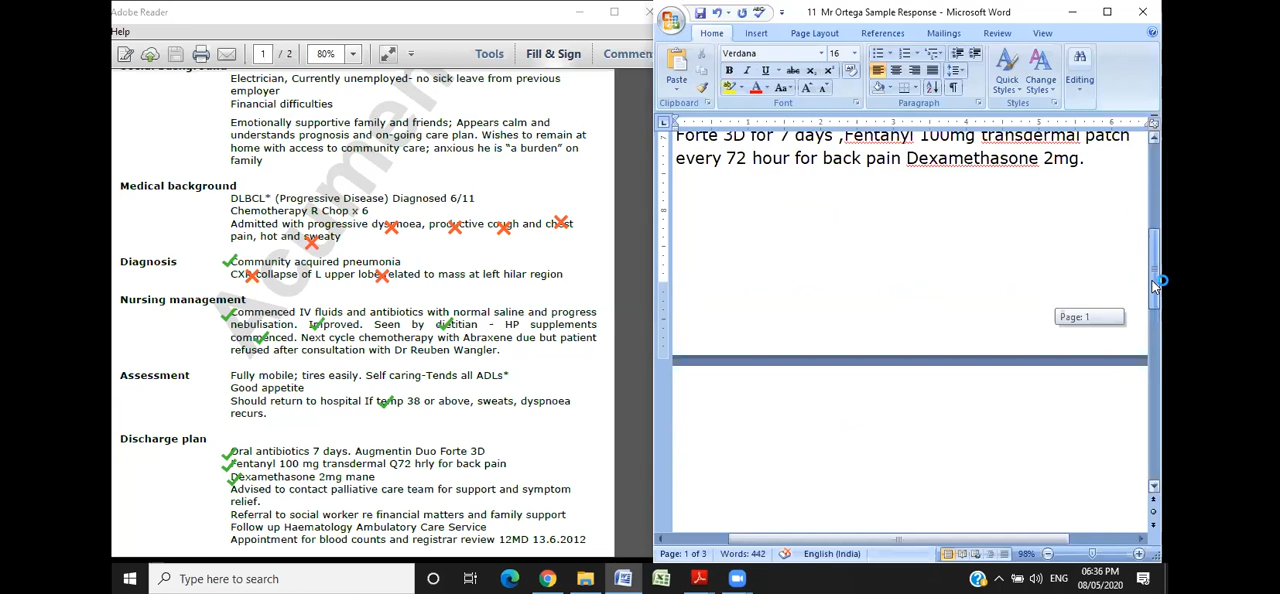 Adobe Reader
Help
1 / 2 80% Tools Fill & Sign Commen
Electrician, Currently unemployed- no sick leave from previous
employer
Financial difficulties
Emotionally supportive family and friends; Appears calm and
understands prognosis and on-going care plan. Wishes to remain at
home with access to community care; anxious he is “a burden” on
family
Medical background
DLBCL* (Progressive Disease) Diagnosed 6/11
Chemotherapy R Chop x 6
Admitted with progressive dyspnoea, productive cough and chest
pain, hot and sweaty
Diagnosis Community acquired pneumonia
CXR collapse of L upper lobe related to mass at left hilar region
Nursing management
Commenced IV fluids and antibiotics with normal saline and progress
nebulisation. Improved. Seen by dietitian - HP supplements
commenced. Next cycle chemotherapy with Abraxene due but patient
refused after consultation with Dr Reuben Wangler.
Assessment Fully mobile; tires easily. Self caring-Tends all ADLs*
Good appetite
Should return to hospital If temp 38 or above, sweats, dyspnoea
recurs.
Discharge plan
Oral antibiotics 7 days. Augmentin Duo Forte 3D
Fentanyl 100 mg transdermal Q72 hrly for back pain
Dexamethasone 2mg mane
Advised to contact palliative care team for support and symptom
relief.
Referral to social worker re financial matters and family support
Follow up Haematology Ambulatory Care Service
Appointment for blood counts and registrar review 12MD 13.6.2012
11 Mr Ortega Sample Response - Microsoft Word
Home Insert Page Layout References Mailings Review View
Verdana 16
Paste
Quick Styles Change Styles Editing
Clipboard Font Paragraph Styles
1 2 3 4 5 6
Forte 3D for 7 days ,Fentanyl 100mg transdermal patch
every 72 hour for back pain Dexamethasone 2mg.
Page: 1
Page: 1 of 3 Words: 442 English (India) 98%
Type here to search
ENG
06:36 PM
08/05/2020